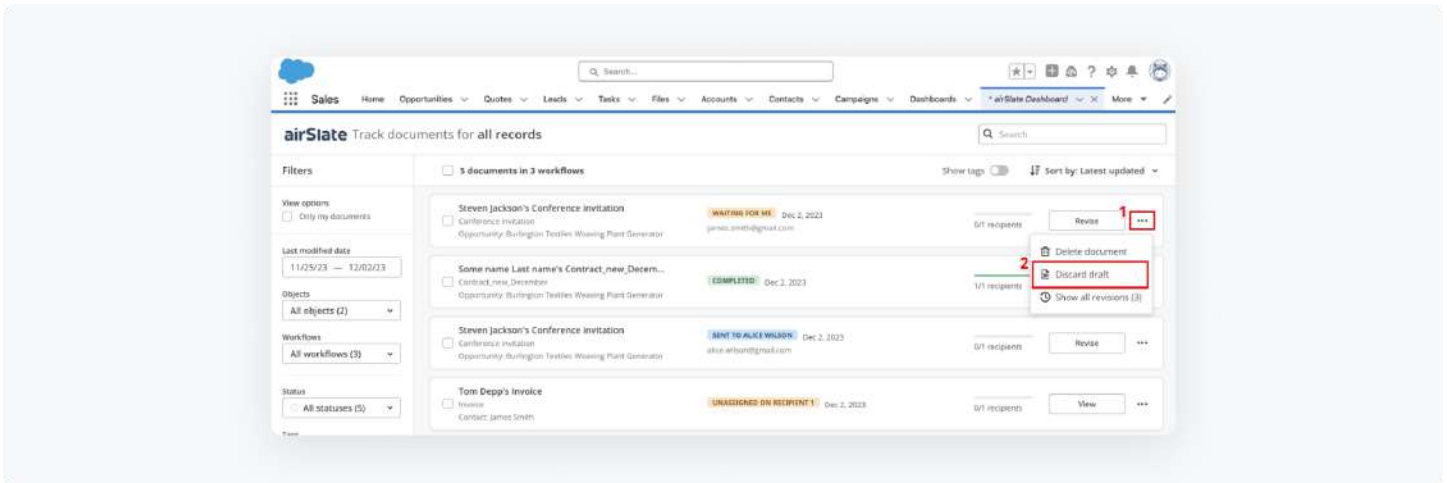 Search...
Sales Home Opportunities Quotes Leads Tasks Files Accounts Contacts Campaigns Dashboards * airSlate Dashboard More
airSlate Track documents for all records
Search
Filters
5 documents in 3 workflows
Show tags
Sort by: Latest updated
View options
Only my documents
Last modified date
11/25/23 — 12/02/23
Objects
All objects (2)
Workflows
All workflows (3)
Status
All statuses (5)
Tags
Steven Jackson's Conference invitation
Conference invitation
Opportunity: Burlington Textiles Weaving Plant Generator
WAITING FOR ME Dec 2, 2023
james.smith@gmail.com
0/1 recipients
Revise
1
Delete document
2
Discard draft
Show all revisions (3)
Some name Last name's Contract_new_Decem...
Contract_new_December
Opportunity: Burlington Textiles Weaving Plant Generator
COMPLETED Dec 2, 2023
1/1 recipients
Steven Jackson's Conference invitation
Conference invitation
Opportunity: Burlington Textiles Weaving Plant Generator
SENT TO ALICE WILSON Dec 2, 2023
alice.wilson@gmail.com
0/1 recipients
Revise
Tom Depp's Invoice
Invoice
Contact: James Smith
UNASSIGNED ON RECIPIENT 1 Dec 2, 2023
0/1 recipients
View